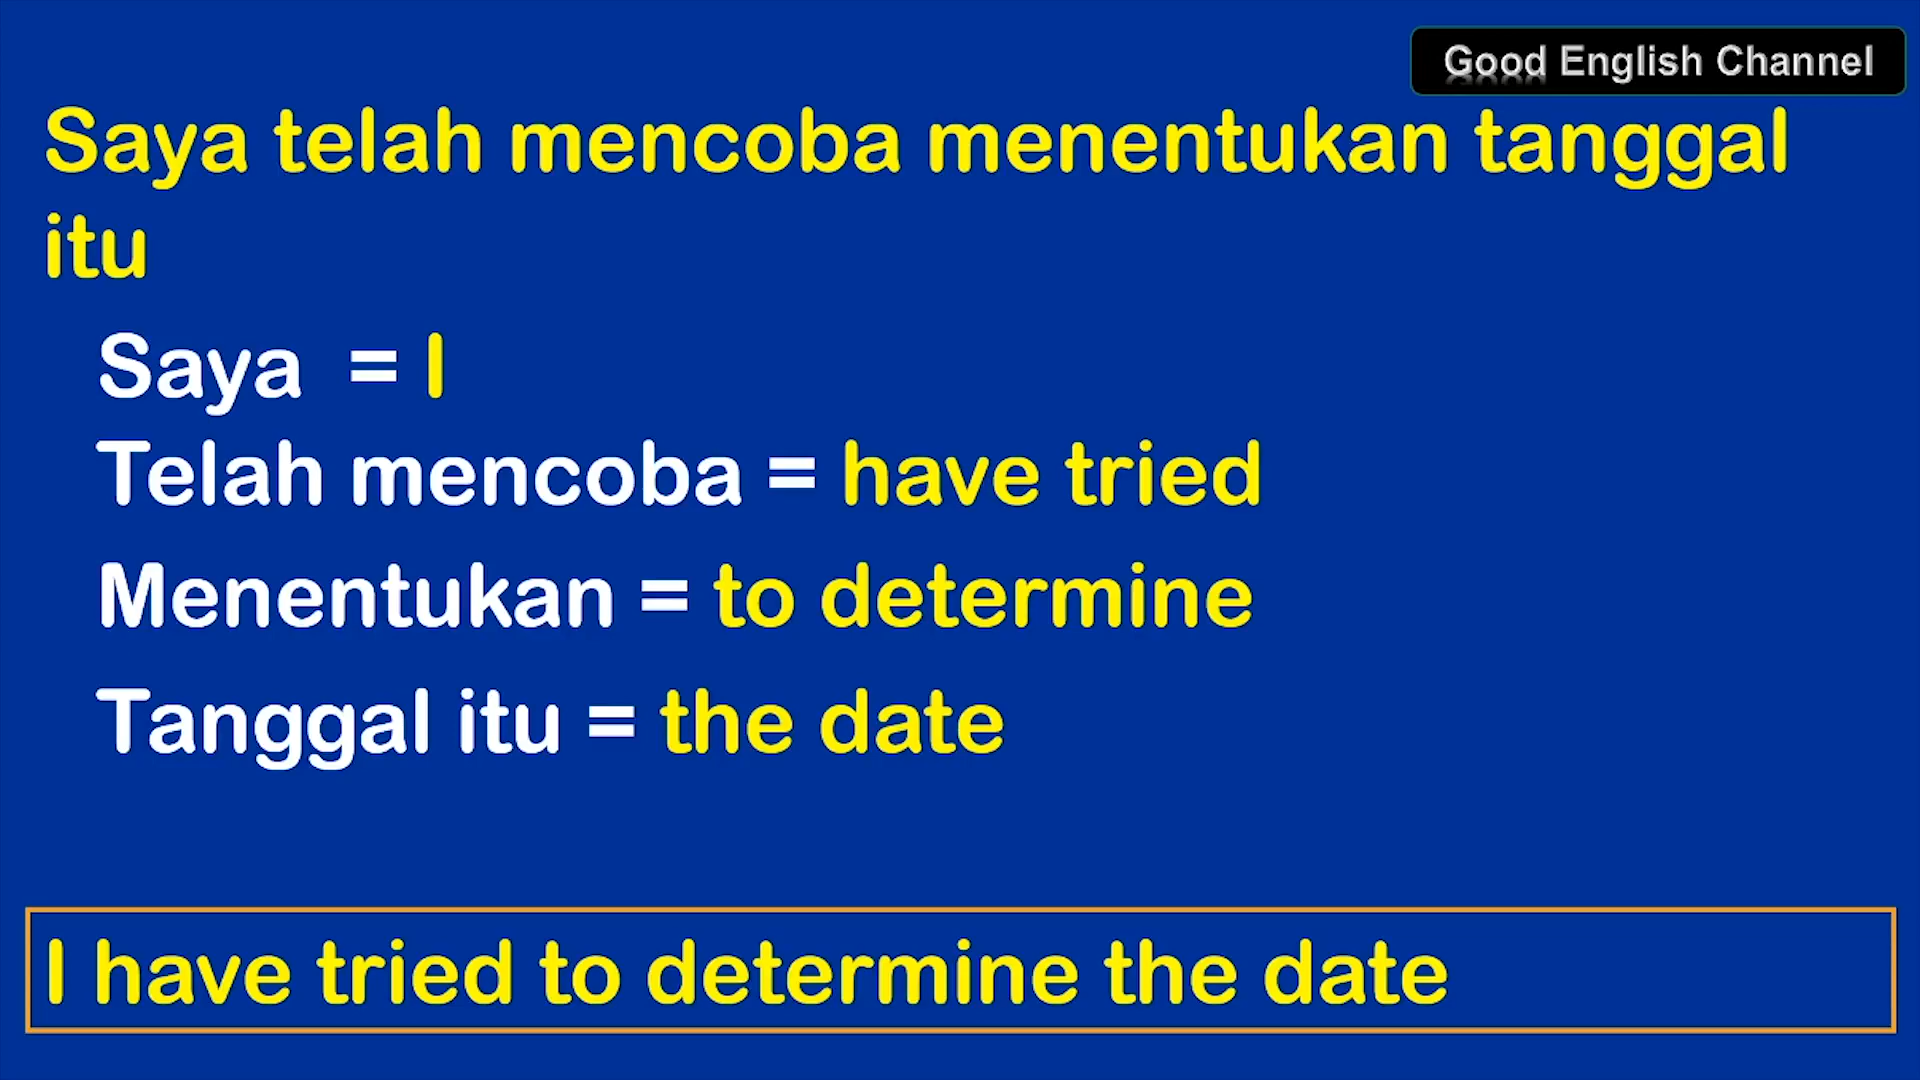 Good English Channel
Saya telah mencoba menentukan tanggal
itu
Saya = I
Telah mencoba = have tried
Menentukan = to determine
Tanggal itu = the date
I have tried to determine the date